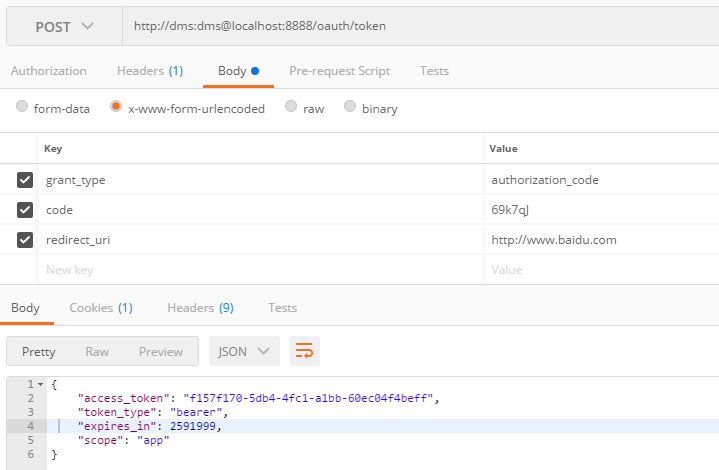 POST http://dms:dms@localhost:8888/oauth/token
Authorization Headers (1) Body Pre-request Script Tests
form-data x-www-form-urlencoded raw binary
Key Value
grant_type authorization_code
code 69k7qJ
redirect_uri http://www.baidu.com
New key Value
Body Cookies (1) Headers (9) Tests
Pretty Raw Preview JSON
1 {
2 "access_token": "f157f170-5db4-4fc1-a1bb-60ec04f4beff",
3 "token_type": "bearer",
4 "expires_in": 2591999,
5 "scope": "app"
6 }